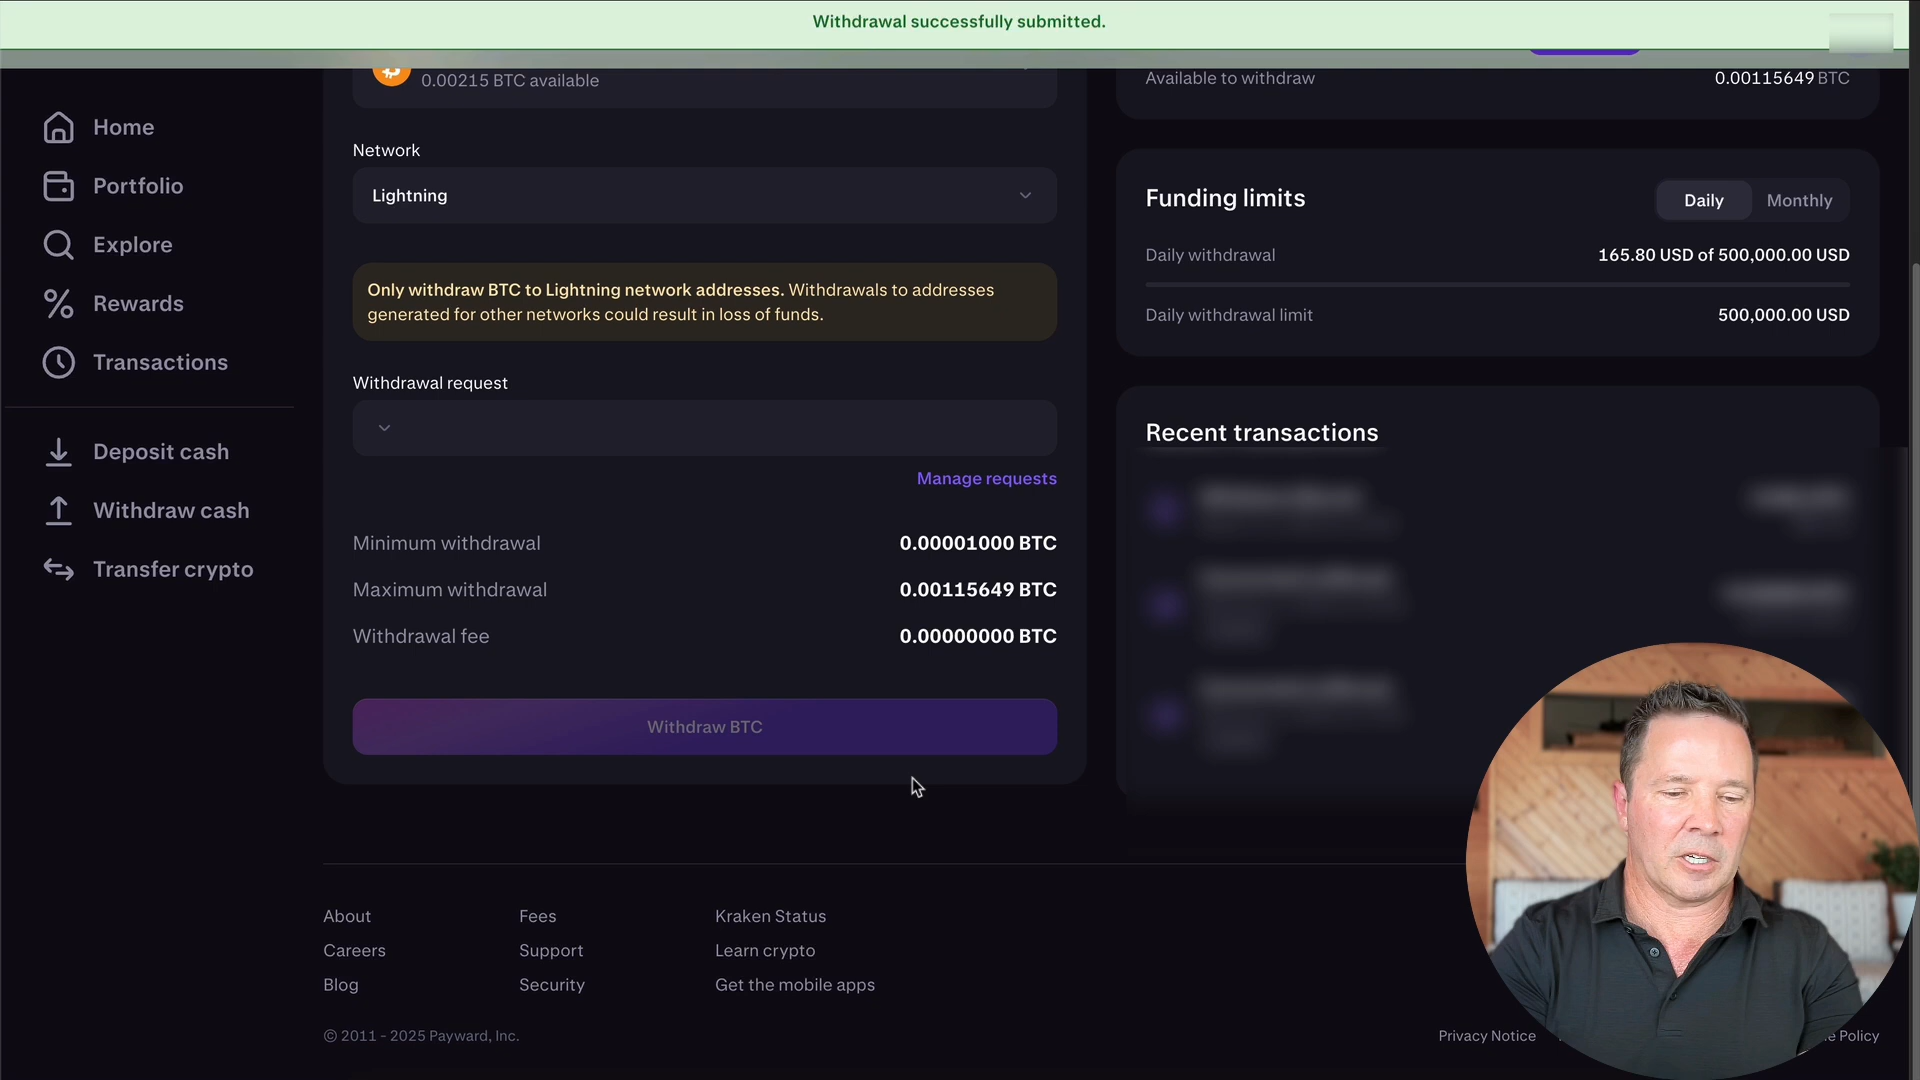 Withdrawal successfully submitted.
0.00215 BTC available
Available to withdraw
0.00115649 BTC
Home
Portfolio
Explore
Rewards
Transactions
Deposit cash
Withdraw cash
Transfer crypto
Network
Lightning
Only withdraw BTC to Lightning network addresses. Withdrawals to addresses
generated for other networks could result in loss of funds.
Withdrawal request
Manage requests
Minimum withdrawal
0.00001000 BTC
Maximum withdrawal
0.00115649 BTC
Withdrawal fee
0.00000000 BTC
Withdraw BTC
Funding limits
Daily
Monthly
Daily withdrawal
165.80 USD of 500,000.00 USD
Daily withdrawal limit
500,000.00 USD
Recent transactions
About
Fees
Kraken Status
Careers
Support
Learn crypto
Blog
Security
Get the mobile apps
© 2011 - 2025 Payward, Inc.
Privacy Notice
Policy